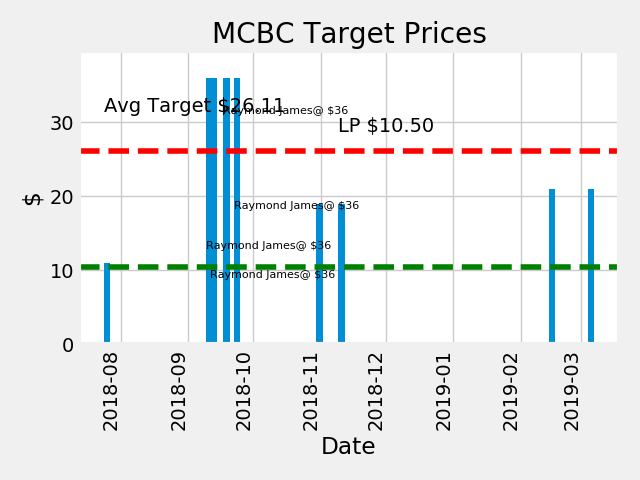 MCBC Target Prices
Avg Target $26.11
Raymond James@ $36
LP $10.50
Raymond James@ $36
Raymond James@ $36
Raymond James@ $36
$
30
20
10
0
2018-08
2018-09
2018-10
2018-11
2018-12
2019-01
2019-02
2019-03
Date